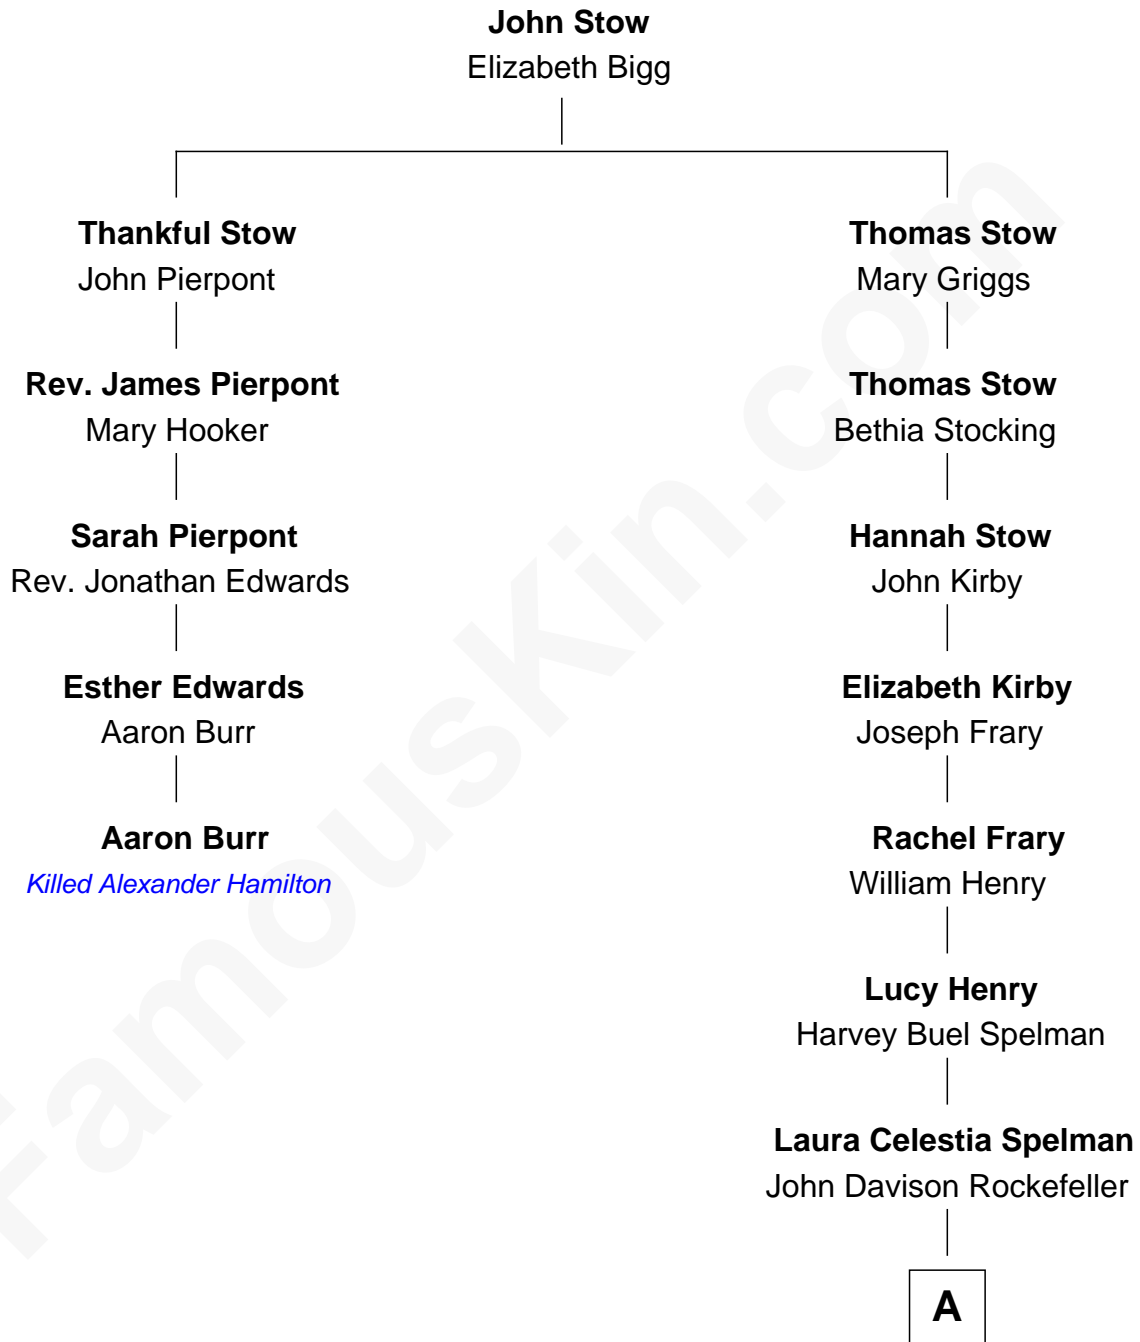 John Stow
Elizabeth Bigg
Thankful Stow
John Pierpont
Thomas Stow
Mary Griggs
Rev. James Pierpont
Mary Hooker
Thomas Stow
Bethia Stocking
Sarah Pierpont
Rev. Jonathan Edwards
Hannah Stow
John Kirby
Esther Edwards
Aaron Burr
Elizabeth Kirby
Joseph Frary
Aaron Burr
Killed Alexander Hamilton
Rachel Frary
William Henry
Lucy Henry
Harvey Buel Spelman
Laura Celestia Spelman
John Davison Rockefeller
A
FamousKin.com